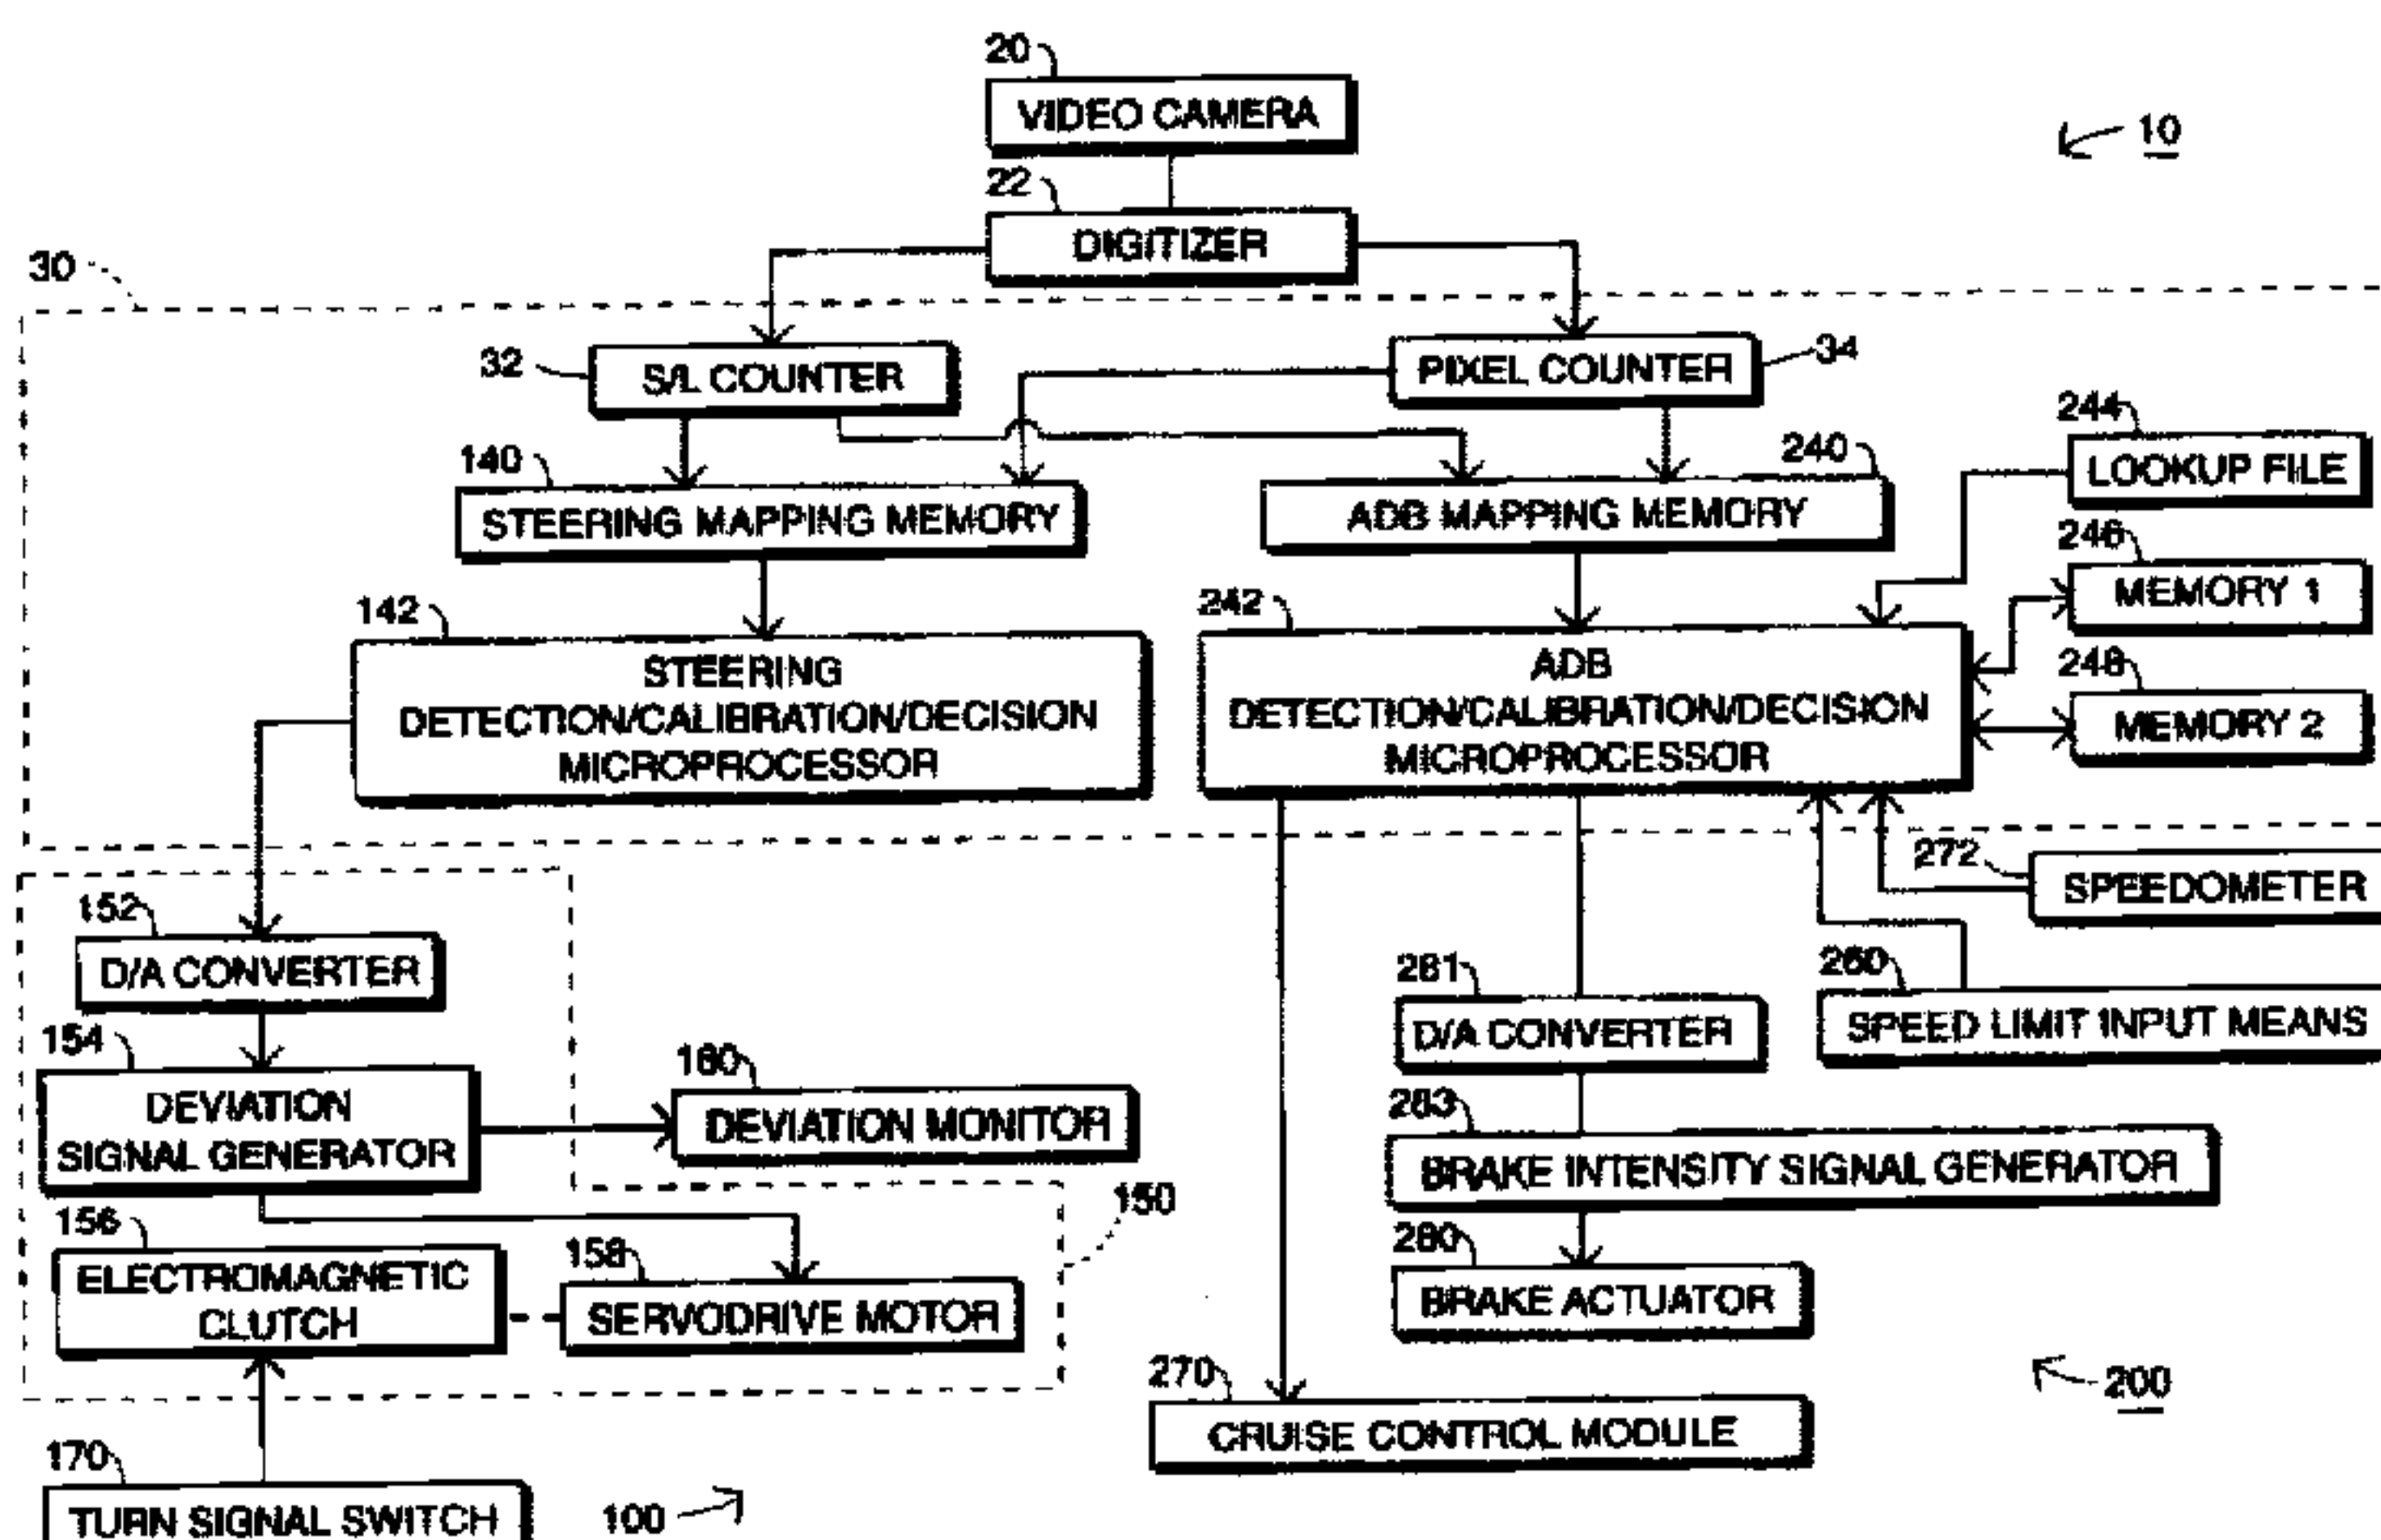 20
VIDEO CAMERA
10
22
DIGITIZER
30
32
S/L COUNTER
PIXEL COUNTER
34
140
STEERING MAPPING MEMORY
240
ADB MAPPING MEMORY
244
LOOKUP FILE
246
MEMORY 1
248
MEMORY 2
142
STEERING
DETECTION/CALIBRATION/DECISION
MICROPROCESSOR
242
ADB
DETECTION/CALIBRATION/DECISION
MICROPROCESSOR
272
SPEEDOMETER
152
D/A CONVERTER
281
D/A CONVERTER
260
SPEED LIMIT INPUT MEANS
154
DEVIATION
SIGNAL GENERATOR
160
DEVIATION MONITOR
283
BRAKE INTENSITY SIGNAL GENERATOR
150
156
ELECTROMAGNETIC
CLUTCH
158
SERVODRIVE MOTOR
280
BRAKE ACTUATOR
270
CRUISE CONTROL MODULE
200
170
TURN SIGNAL SWITCH
100